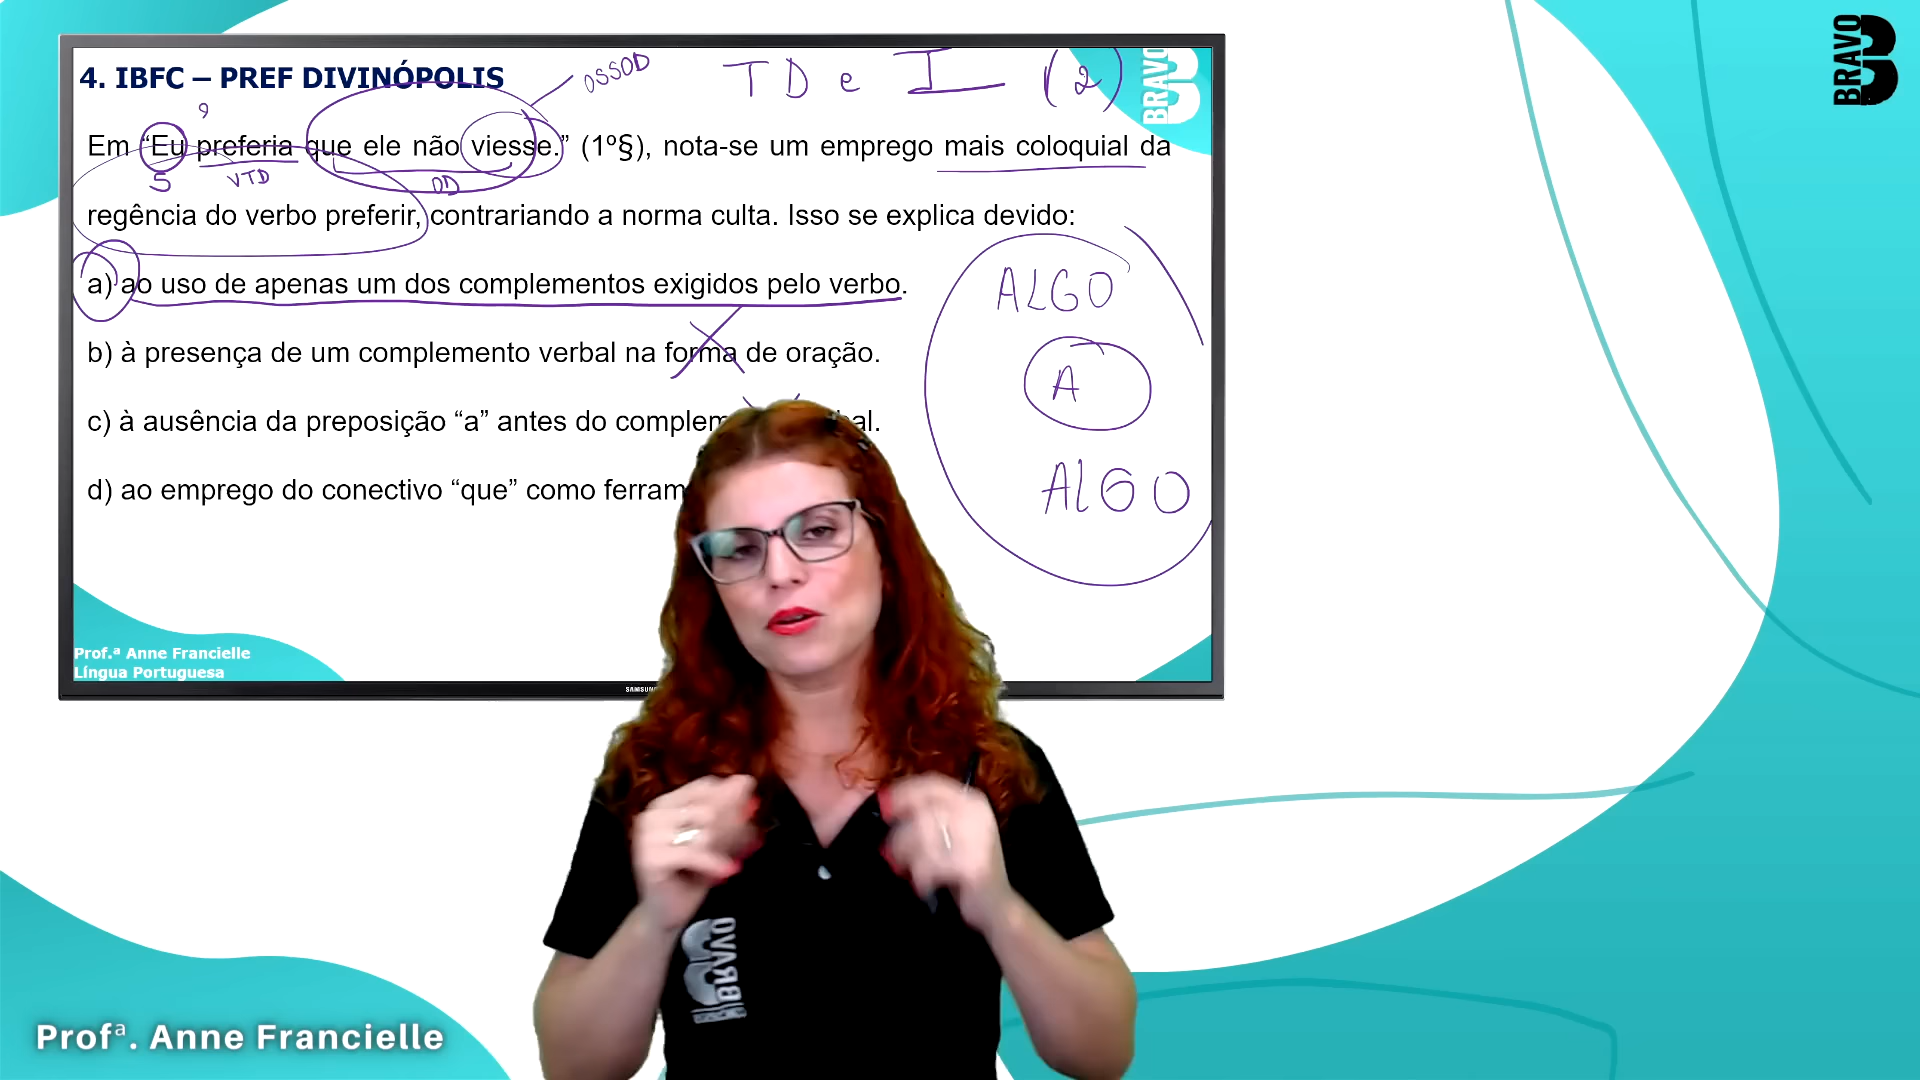 BRAVO
4. IBFC – PREF DIVINÓPOLIS
OSSOD
TD e I (2)
BRAVO
Em “Eu preferia que ele não viesse.” (1º§), nota-se um emprego mais coloquial da
S VTD OD
regência do verbo preferir, contrariando a norma culta. Isso se explica devido:
a) ao uso de apenas um dos complementos exigidos pelo verbo.
ALGO
b) à presença de um complemento verbal na forma de oração.
A
c) à ausência da preposição “a” antes do complem al.
d) ao emprego do conectivo “que” como ferram
ALGO
Prof.ª Anne Francielle
Língua Portuguesa
SAMSUN
BRAVO
Profª. Anne Francielle